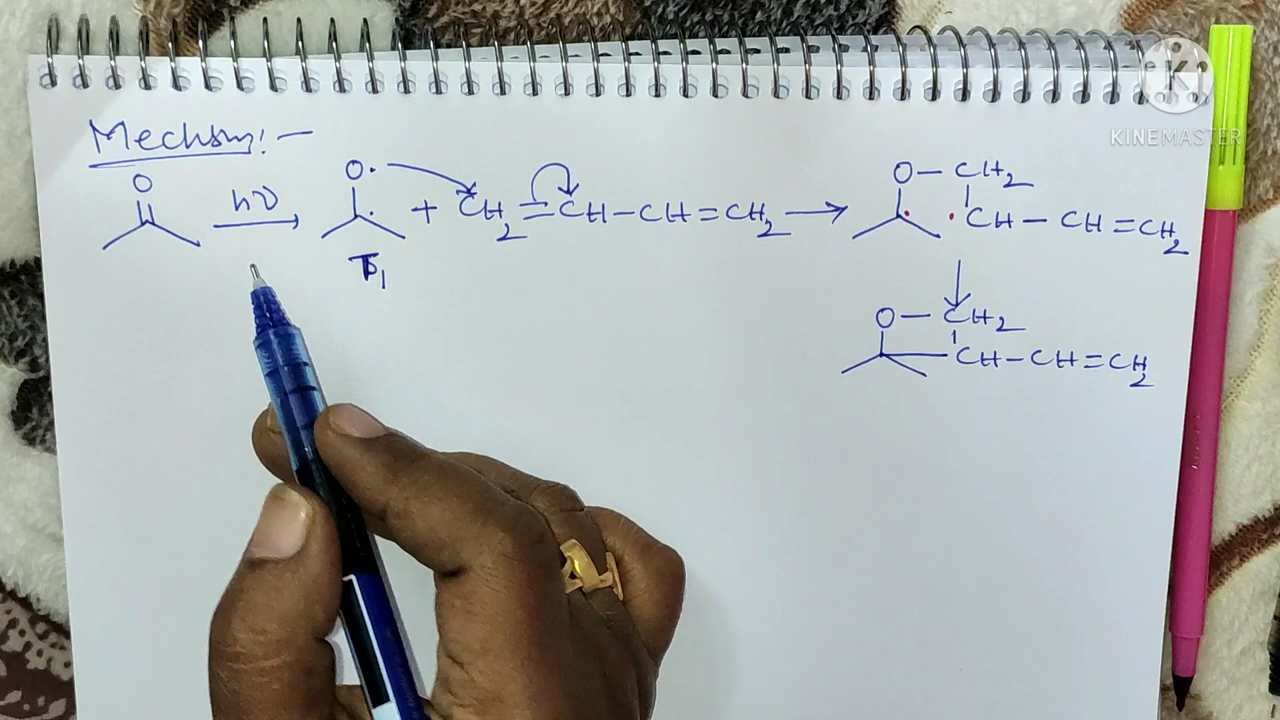 Mechsm:-
O hν O· + CH2=CH-CH=CH2 → O-CH2
· ·CH-CH=CH2
T1
O-CH2
CH-CH=CH2
K
KINEMASTER